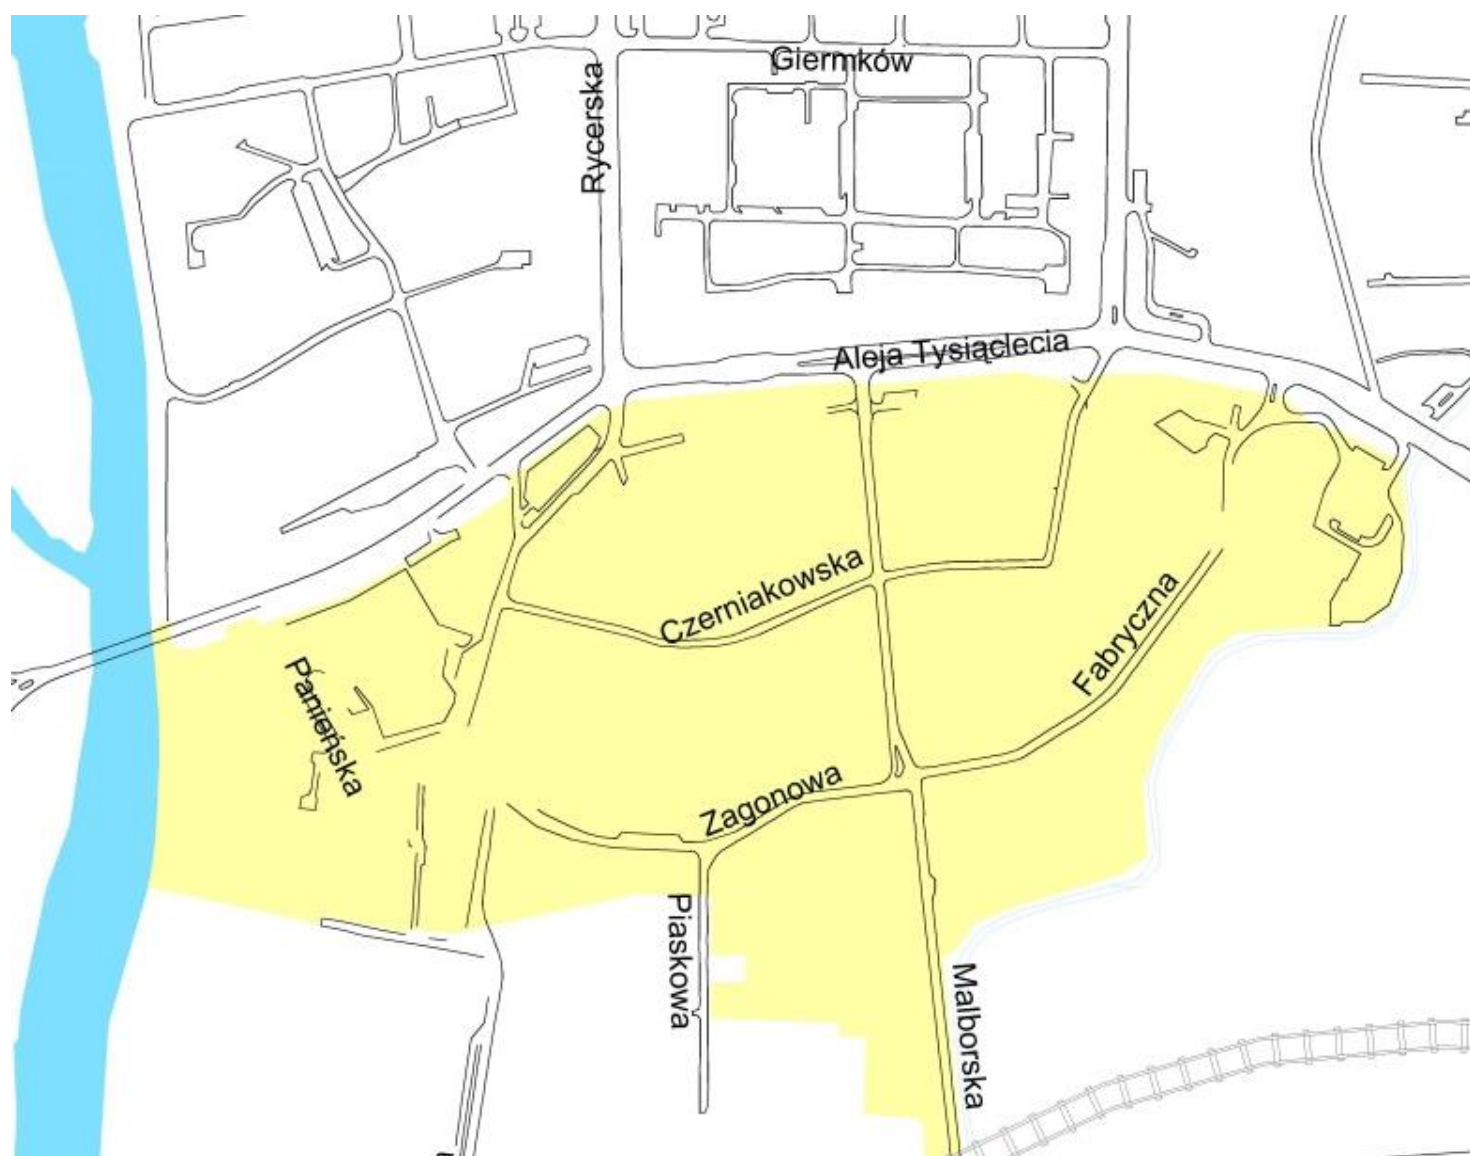 Giermków
Rycerska
Aleja Tysiąclecia
Czerniakowska
Fabryczna
Panieńska
Zagonowa
Piaskowa
Malborska